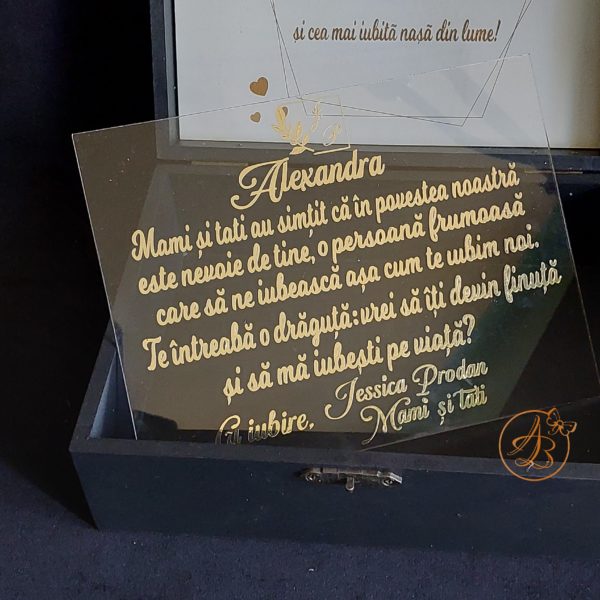 și cea mai iubită nașă din lume!
Alexandra
Mami și tati au simțit că în povestea noastră
este nevoie de tine, o persoană frumoasă
care să ne iubească așa cum te iubim noi.
Te întreabă o drăguță: vrei să îți devin finuță
și să mă iubești pe viață?
Cu iubire, Jessica Prodan
Mami și Tati
AB